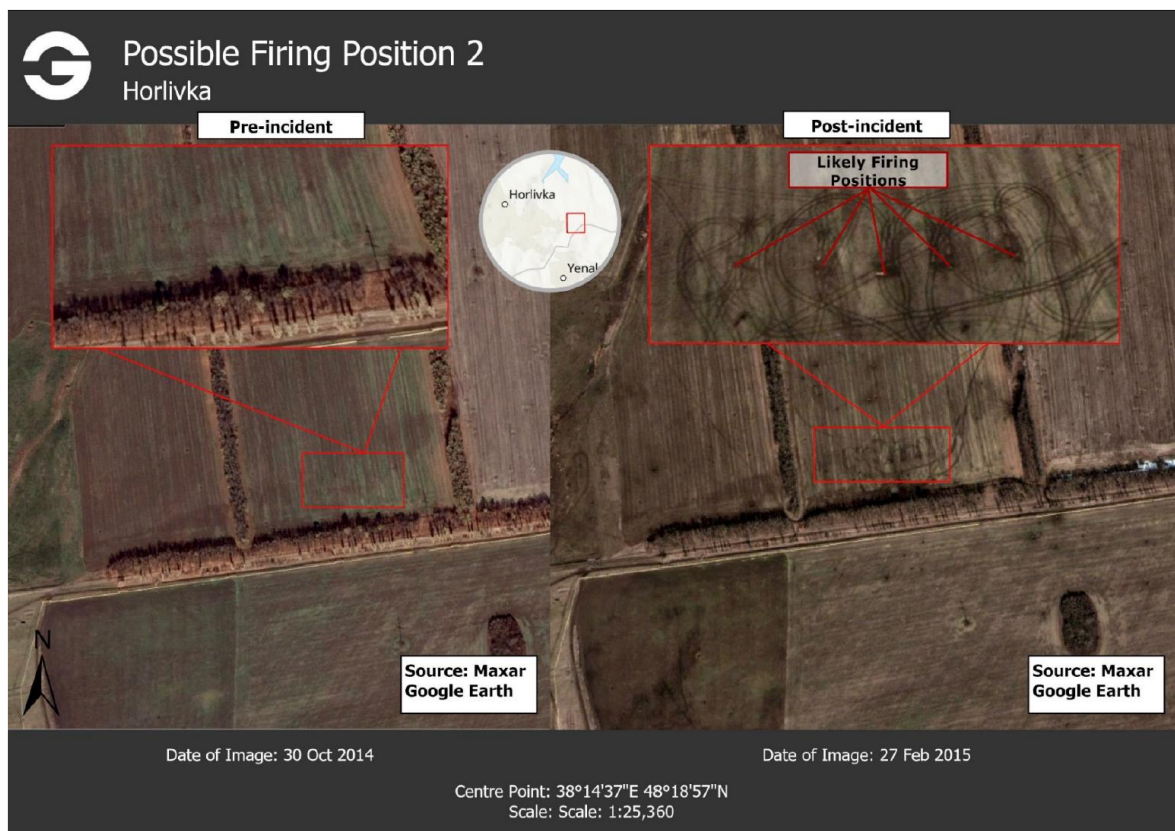 Possible Firing Position 2
Horlivka
Pre-incident
Post-incident
Likely Firing
Positions
Horlivka
Yenal
N
Source: Maxar
Google Earth
Source: Maxar
Google Earth
Date of Image: 30 Oct 2014
Date of Image: 27 Feb 2015
Centre Point: 38°14'37"E 48°18'57"N
Scale: Scale: 1:25,360